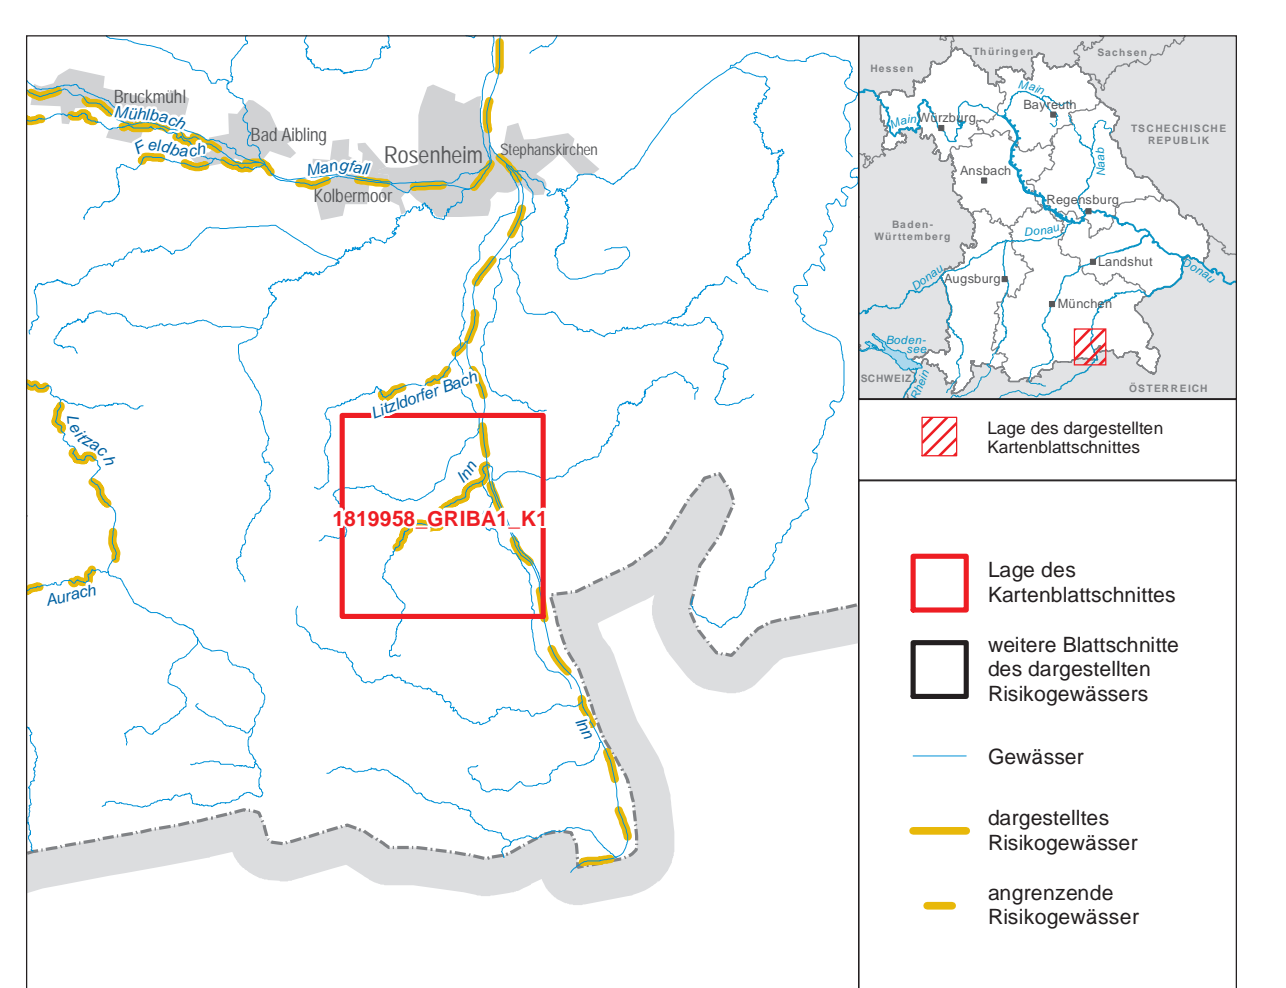 Bruckmühl
Mühlbach
Feldbach
Bad Aibling
Mangfall
Kolbermoor
Rosenheim
Stephanskirchen
Litzldorfer Bach
Leitzach
Inn
1819958_GRIBA1_K1
Aurach
Inn
Thüringen
Sachsen
Hessen
Main
Bayreuth
Main
Würzburg
TSCHECHISCHE
REPUBLIK
Naab
Ansbach
Regensburg
Baden-
Württemberg
Donau
Landshut
Donau
Donau
Augsburg
München
Boden-
see
SCHWEIZ
Rhein
ÖSTERREICH
Lage des dargestellten
Kartenblattschnittes
Lage des
Kartenblattschnittes
weitere Blattschnitte
des dargestellten
Risikogewässers
Gewässer
dargestelltes
Risikogewässer
angrenzende
Risikogewässer